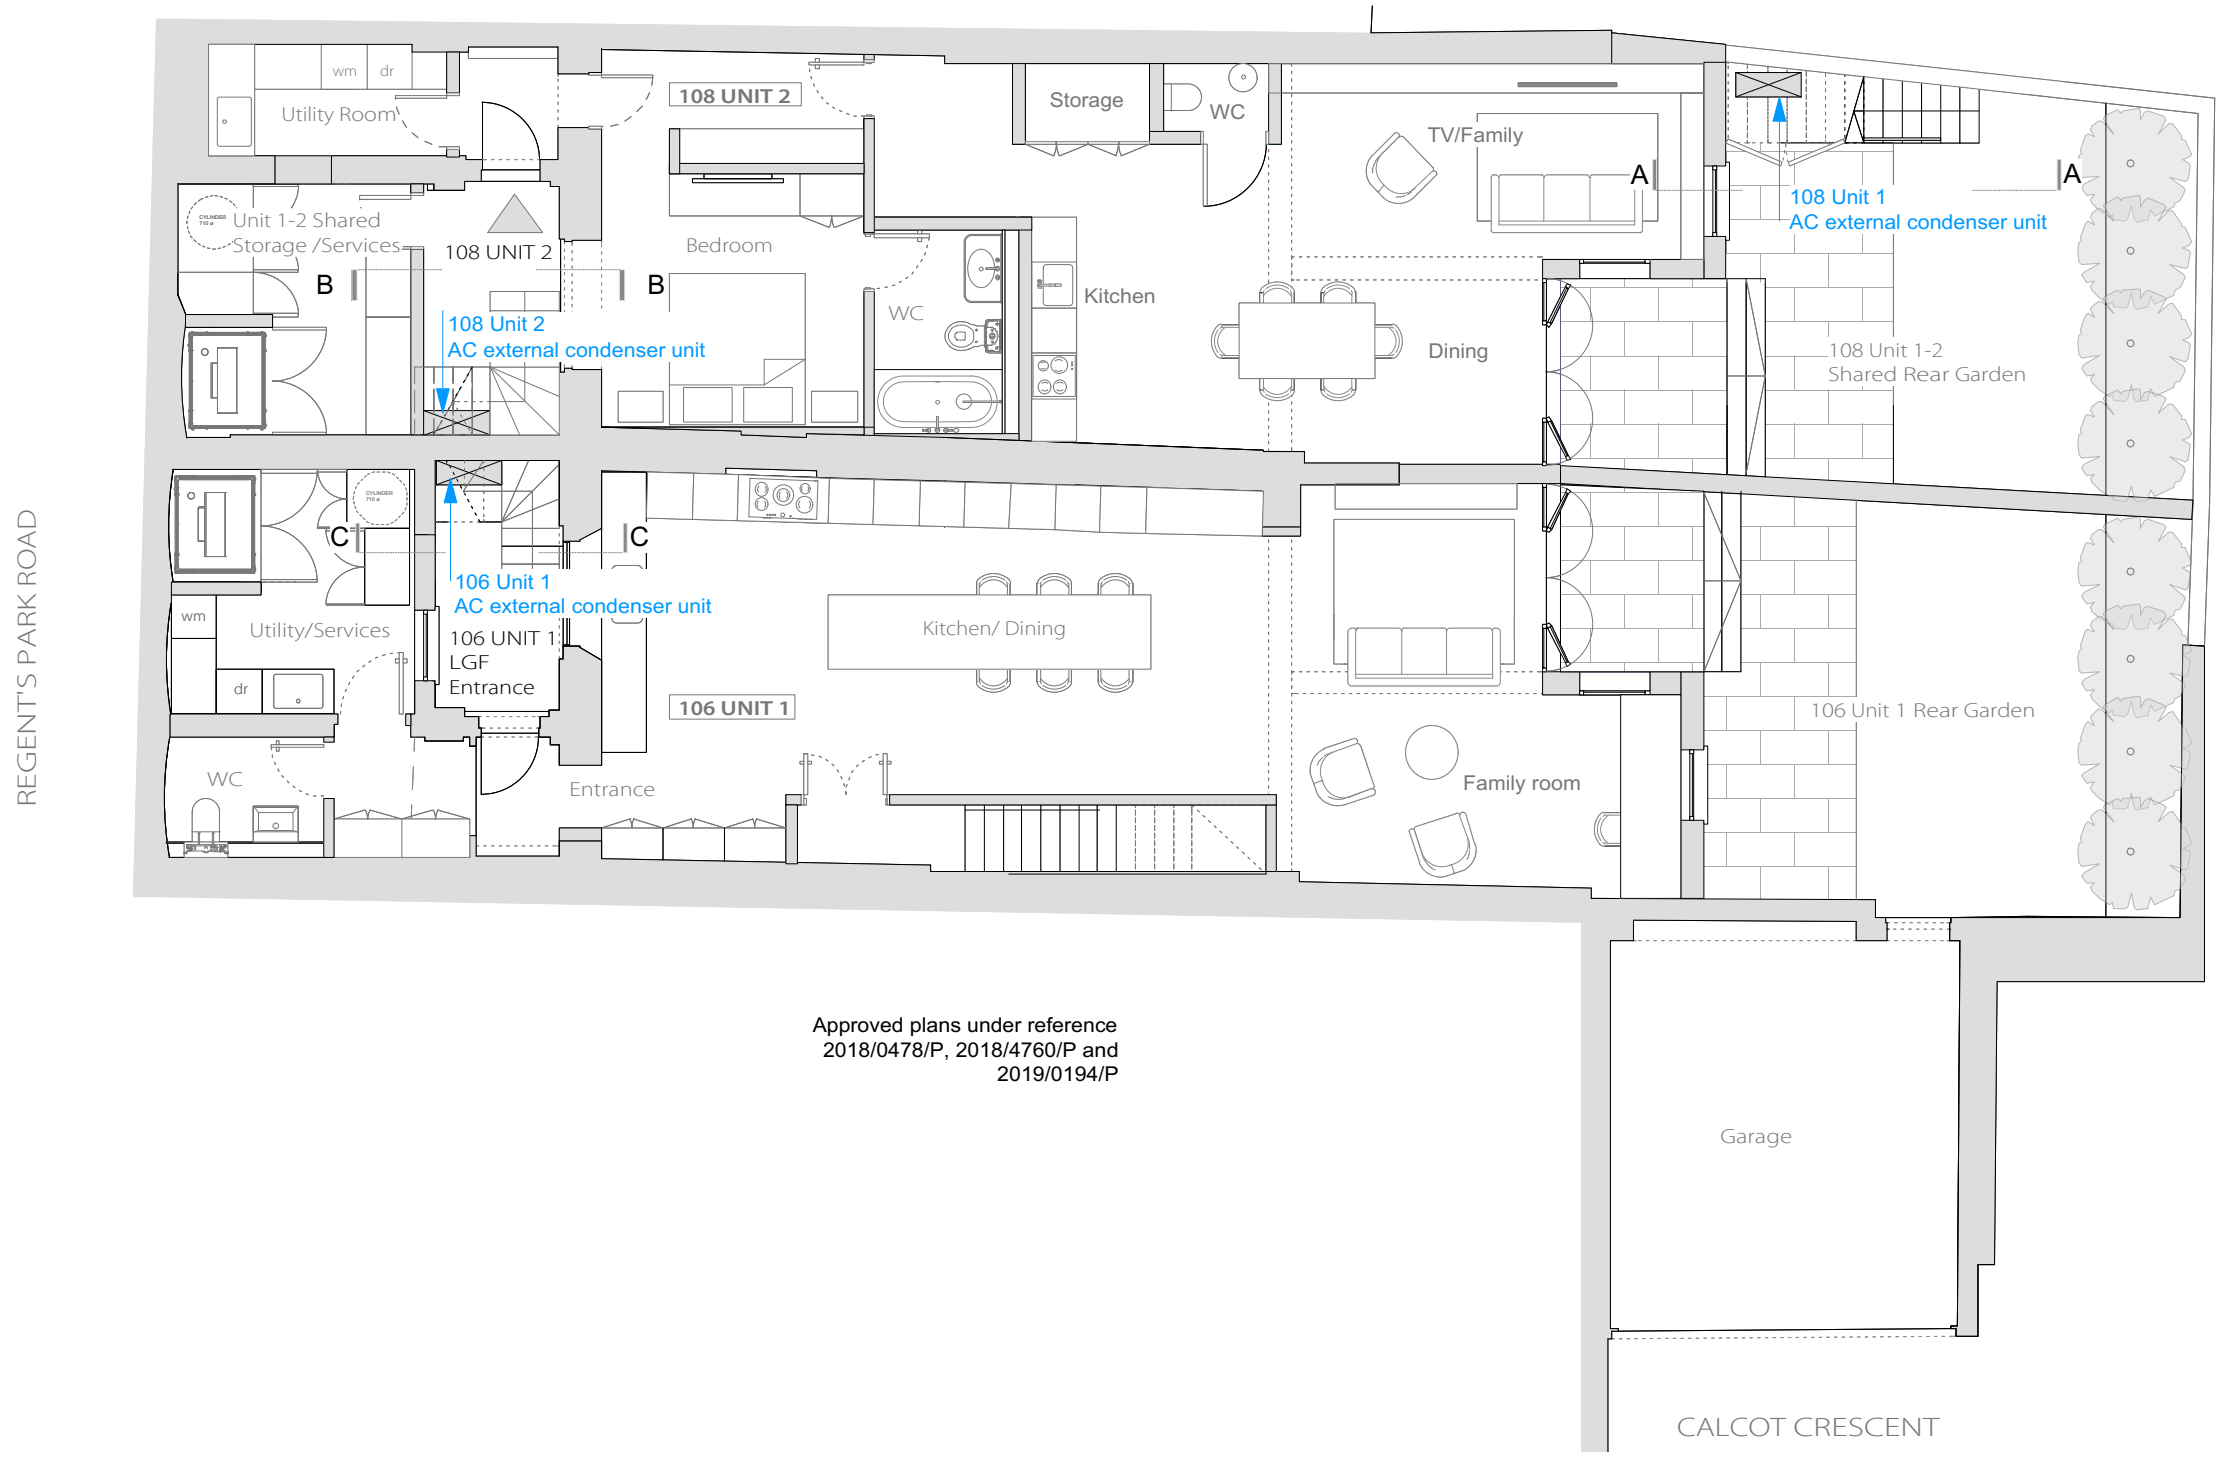 wm
dr
Utility Room
108 UNIT 2
Storage
WC
TV/Family
A
A
108 Unit 1
AC external condenser unit
CYLINDER
710 ø
Unit 1-2 Shared
Storage /Services
108 UNIT 2
Bedroom
B
B
WC
Kitchen
108 Unit 2
AC external condenser unit
Dining
108 Unit 1-2
Shared Rear Garden
CYLINDER
710 ø
C
C
106 Unit 1
AC external condenser unit
wm
Utility/Services
106 UNIT 1
LGF
Entrance
dr
Kitchen/ Dining
106 UNIT 1
106 Unit 1 Rear Garden
WC
Entrance
Family room
REGENT'S PARK ROAD
Approved plans under reference
2018/0478/P, 2018/4760/P and
2019/0194/P
Garage
CALCOT CRESCENT